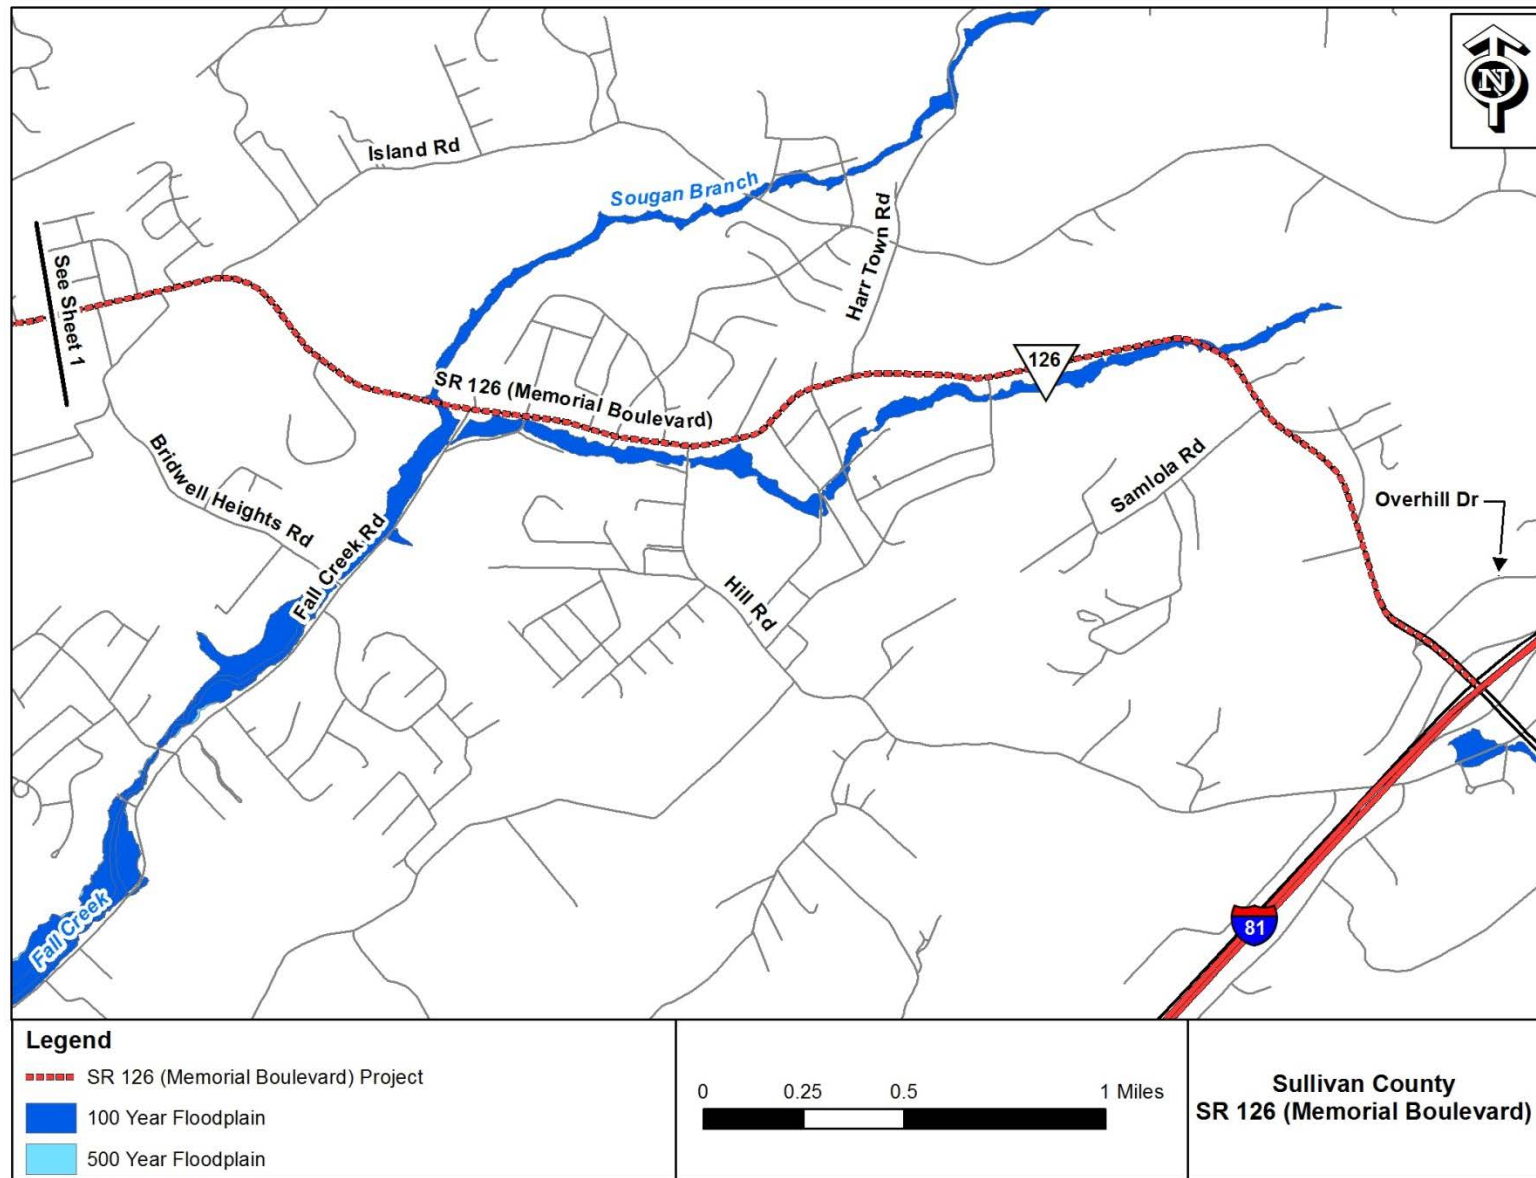 N
Island Rd
Sougan Branch
Harr Town Rd
See Sheet 1
126
SR 126 (Memorial Boulevard)
Bridwell Heights Rd
Samlola Rd
Overhill Dr
Fall Creek Rd
Hill Rd
Fall Creek
81
Legend
SR 126 (Memorial Boulevard) Project
100 Year Floodplain
500 Year Floodplain
0 0.25 0.5 1 Miles
Sullivan County
SR 126 (Memorial Boulevard)